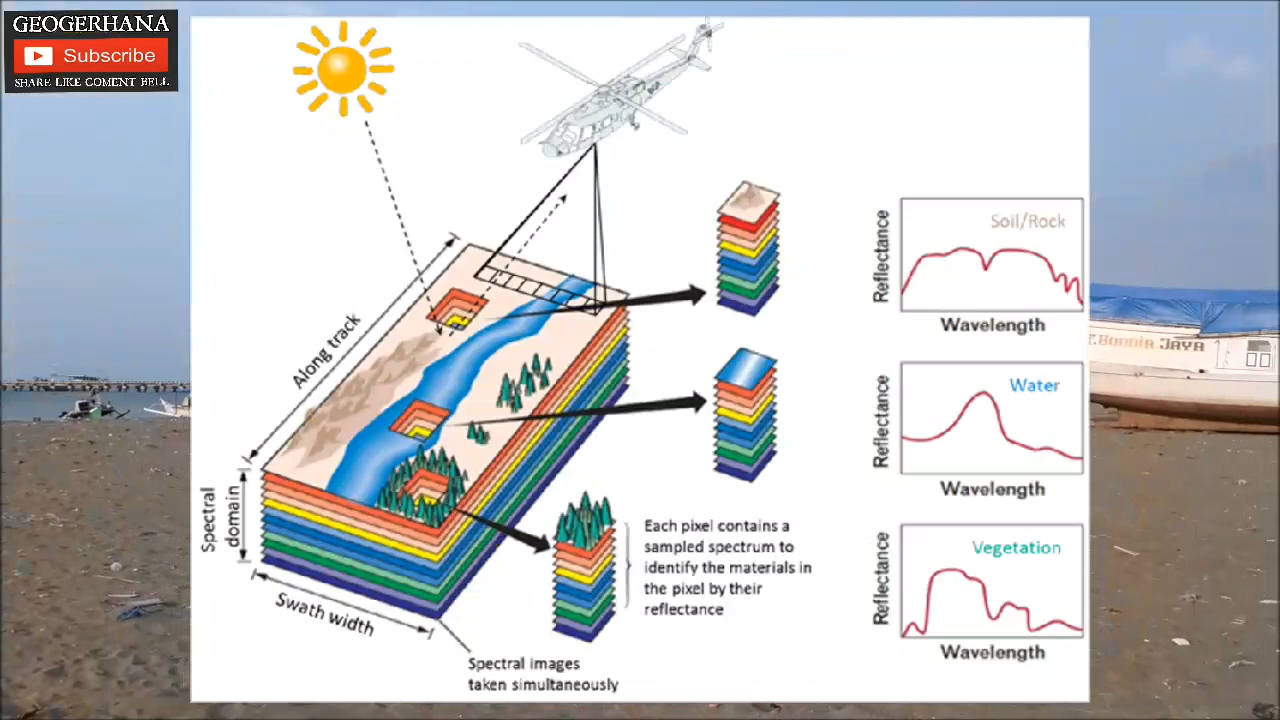 GEOGERHANA
Subscribe
SHARE LIKE COMENT BELL
Along track
Spectral
domain
Swath width
Spectral images
taken simultaneously
Each pixel contains a
sampled spectrum to
identify the materials in
the pixel by their
reflectance
Reflectance
Soil/Rock
Wavelength
Reflectance
Water
Wavelength
Reflectance
Vegetation
Wavelength
JAYA